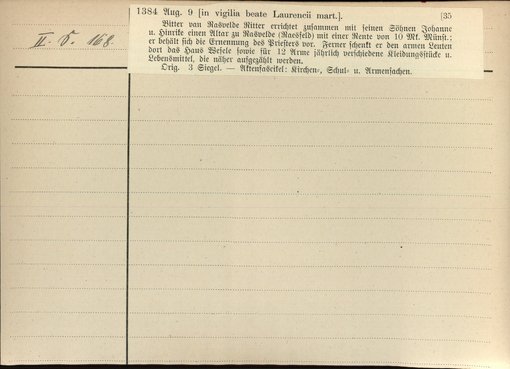 1384 Aug. 9 [in vigilia beate Laurencii mart.]. [35
Bitter van Rasvelde Ritter errichtet zusammen mit seinen Söhnen Johanne
u. Hinrike einen Altar zu Rasvelde (Raesfeld) mit einer Rente von 10 Mk. Münst.;
er behält sich die Ernennung des Priesters vor. Ferner schenkt er den armen Leuten
dort das Haus Besele sowie für 12 Arme jährlich verschiedene Kleidungsstücke u.
Lebensmittel, die näher aufgezählt werden.
Orig. 3 Siegel. — Aktenfaszikel: Kirchen-, Schul- u. Armensachen.
II. 168